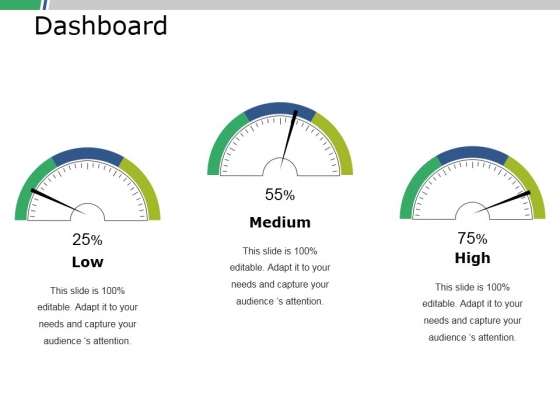 Dashboard
25%
Low
This slide is 100%
editable. Adapt it to your
needs and capture your
audience 's attention.
55%
Medium
This slide is 100%
editable. Adapt it to your
needs and capture your
audience 's attention.
75%
High
This slide is 100%
editable. Adapt it to your
needs and capture your
audience 's attention.